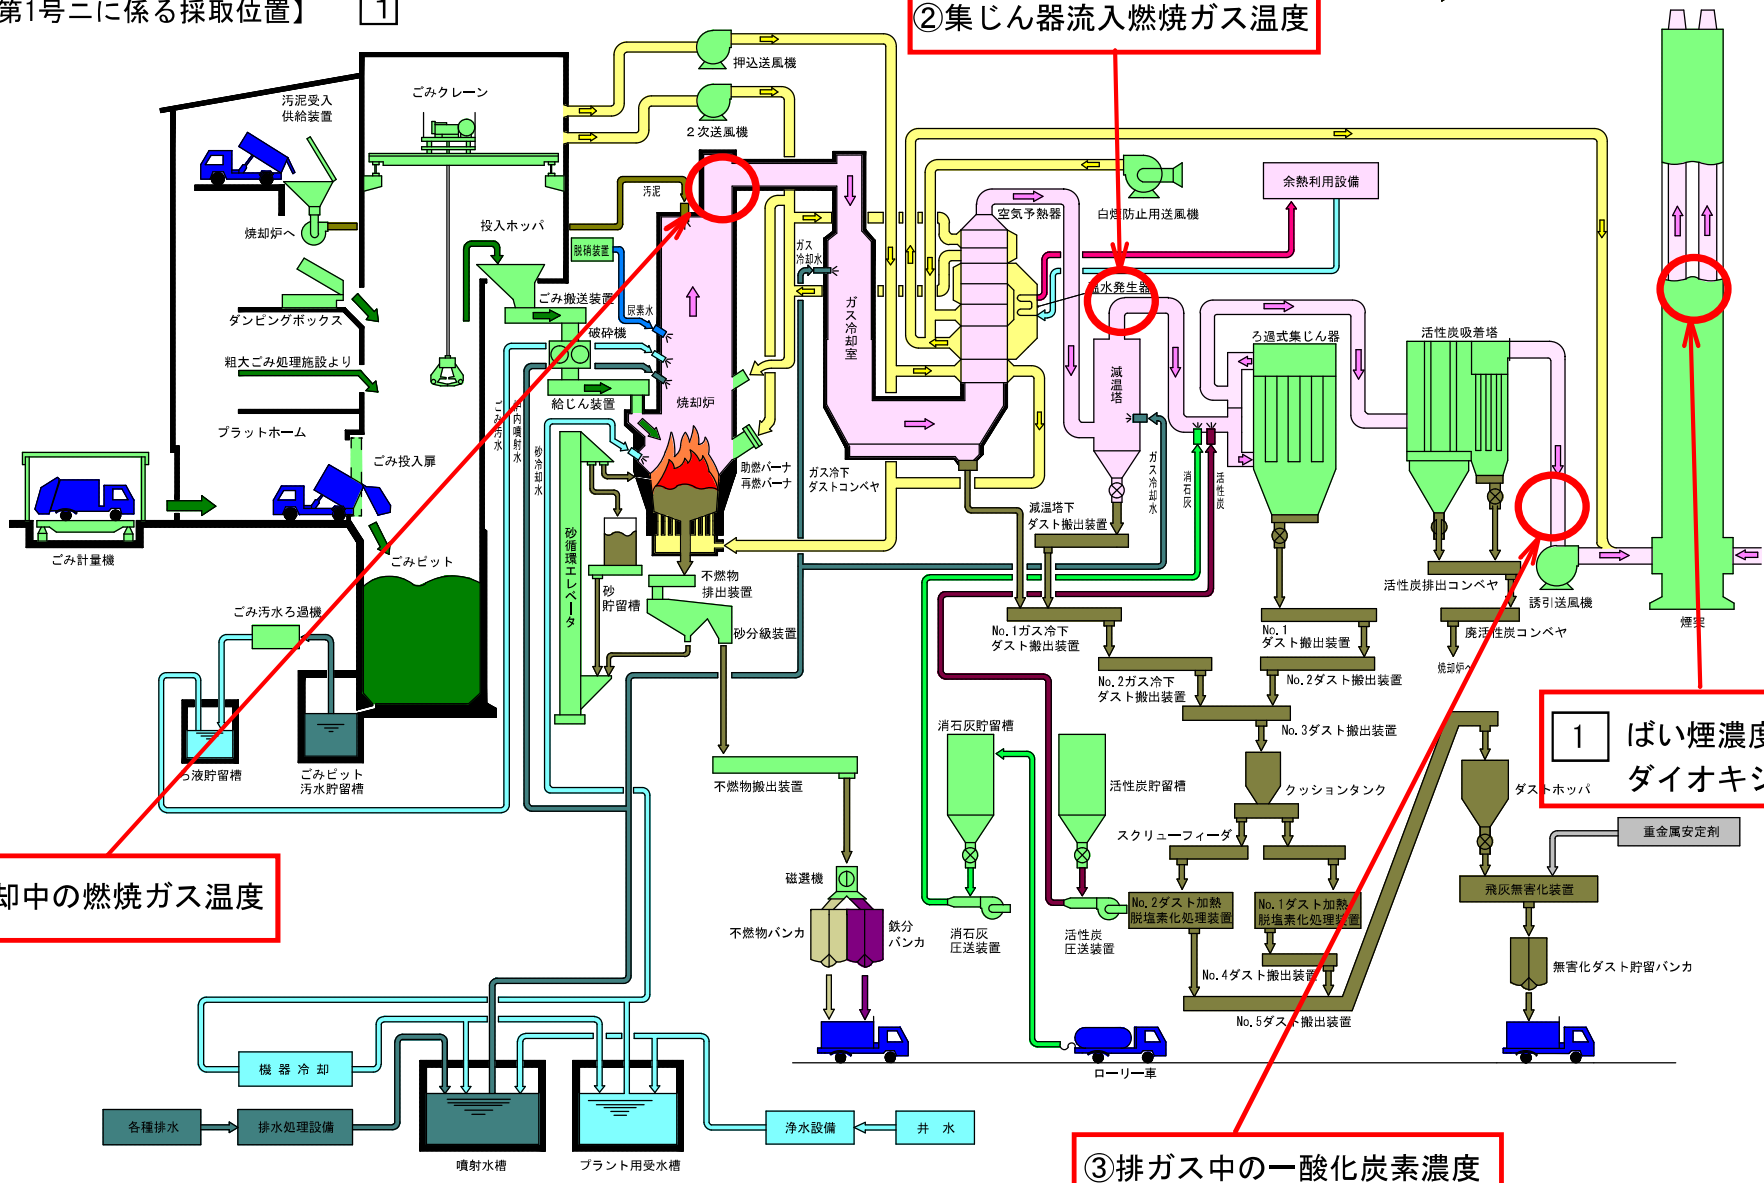 第1号ニに係る採取位置】
1
②集じん器流入燃焼ガス温度
押込送風機
ごみクレーン
汚泥受入
供給装置
2次送風機
余熱利用設備
汚泥
空気予熱器
白煙防止用送風機
投入ホッパ
焼却炉へ
脱硝装置
ガス
冷却水
温水発生器
ごみ搬送装置
尿素水
ガス冷却室
ダンピングボックス
破砕機
ろ過式集じん器
活性炭吸着塔
粗大ごみ処理施設より
減温塔
給じん装置
焼却炉
ごみ汚水
炉内噴射水
プラットホーム
砂冷却水
ごみ投入扉
助燃バーナ
再燃バーナ
ガス冷下
ダストコンベヤ
ガス冷却水
消石灰
活性炭
減温塔下
ダスト搬出装置
砂循環エレベータ
ごみ計量機
ごみピット
不燃物
排出装置
活性炭排出コンベヤ
砂
貯留槽
誘引送風機
ごみ汚水ろ過機
砂分級装置
No.1ガス冷下
ダスト搬出装置
No.1
ダスト搬出装置
廃活性炭コンベヤ
煙突
焼却炉へ
No.2ガス冷下
ダスト搬出装置
No.2ダスト搬出装置
消石灰貯留槽
No.3ダスト搬出装置
1
ばい煙濃度
ダイオキシ
ろ液貯留槽
ごみピット
汚水貯留槽
不燃物搬出装置
活性炭貯留槽
クッションタンク
ダストホッパ
スクリューフィーダ
重金属安定剤
却中の燃焼ガス温度
磁選機
飛灰無害化装置
No.2ダスト加熱
脱塩素化処理装置
No.1ダスト加熱
脱塩素化処理装置
不燃物バンカ
鉄分
バンカ
消石灰
圧送装置
活性炭
圧送装置
無害化ダスト貯留バンカ
No.4ダスト搬出装置
No.5ダスト搬出装置
機器冷却
ローリー車
各種排水
排水処理設備
浄水設備
井水
噴射水槽
プラント用受水槽
③排ガス中の一酸化炭素濃度